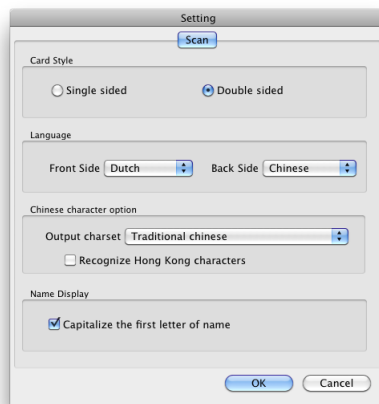 Setting
Scan
Card Style
Single sided Double sided
Language
Front Side Dutch Back Side Chinese
Chinese character option
Output charset Traditional chinese
Recognize Hong Kong characters
Name Display
Capitalize the first letter of name
OK Cancel